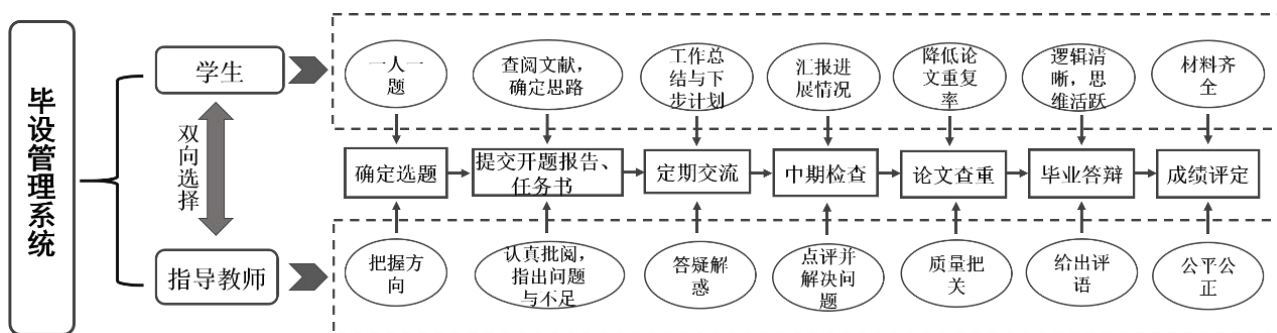 毕设管理系统
学生
双向选择
指导教师
一人一
题
查阅文献，
确定思路
工作总
结与下
步计划
汇报进
展情况
降低论
文重复
率
逻辑清
晰，思
维活跃
材料齐
全
确定选题
提交开题报告、
任务书
定期交流
中期检查
论文查重
毕业答辩
成绩评定
把握方
向
认真批阅，
指出问题
与不足
答疑解
惑
点评并
解决问
题
质量把
关
给出评
语
公平公
正